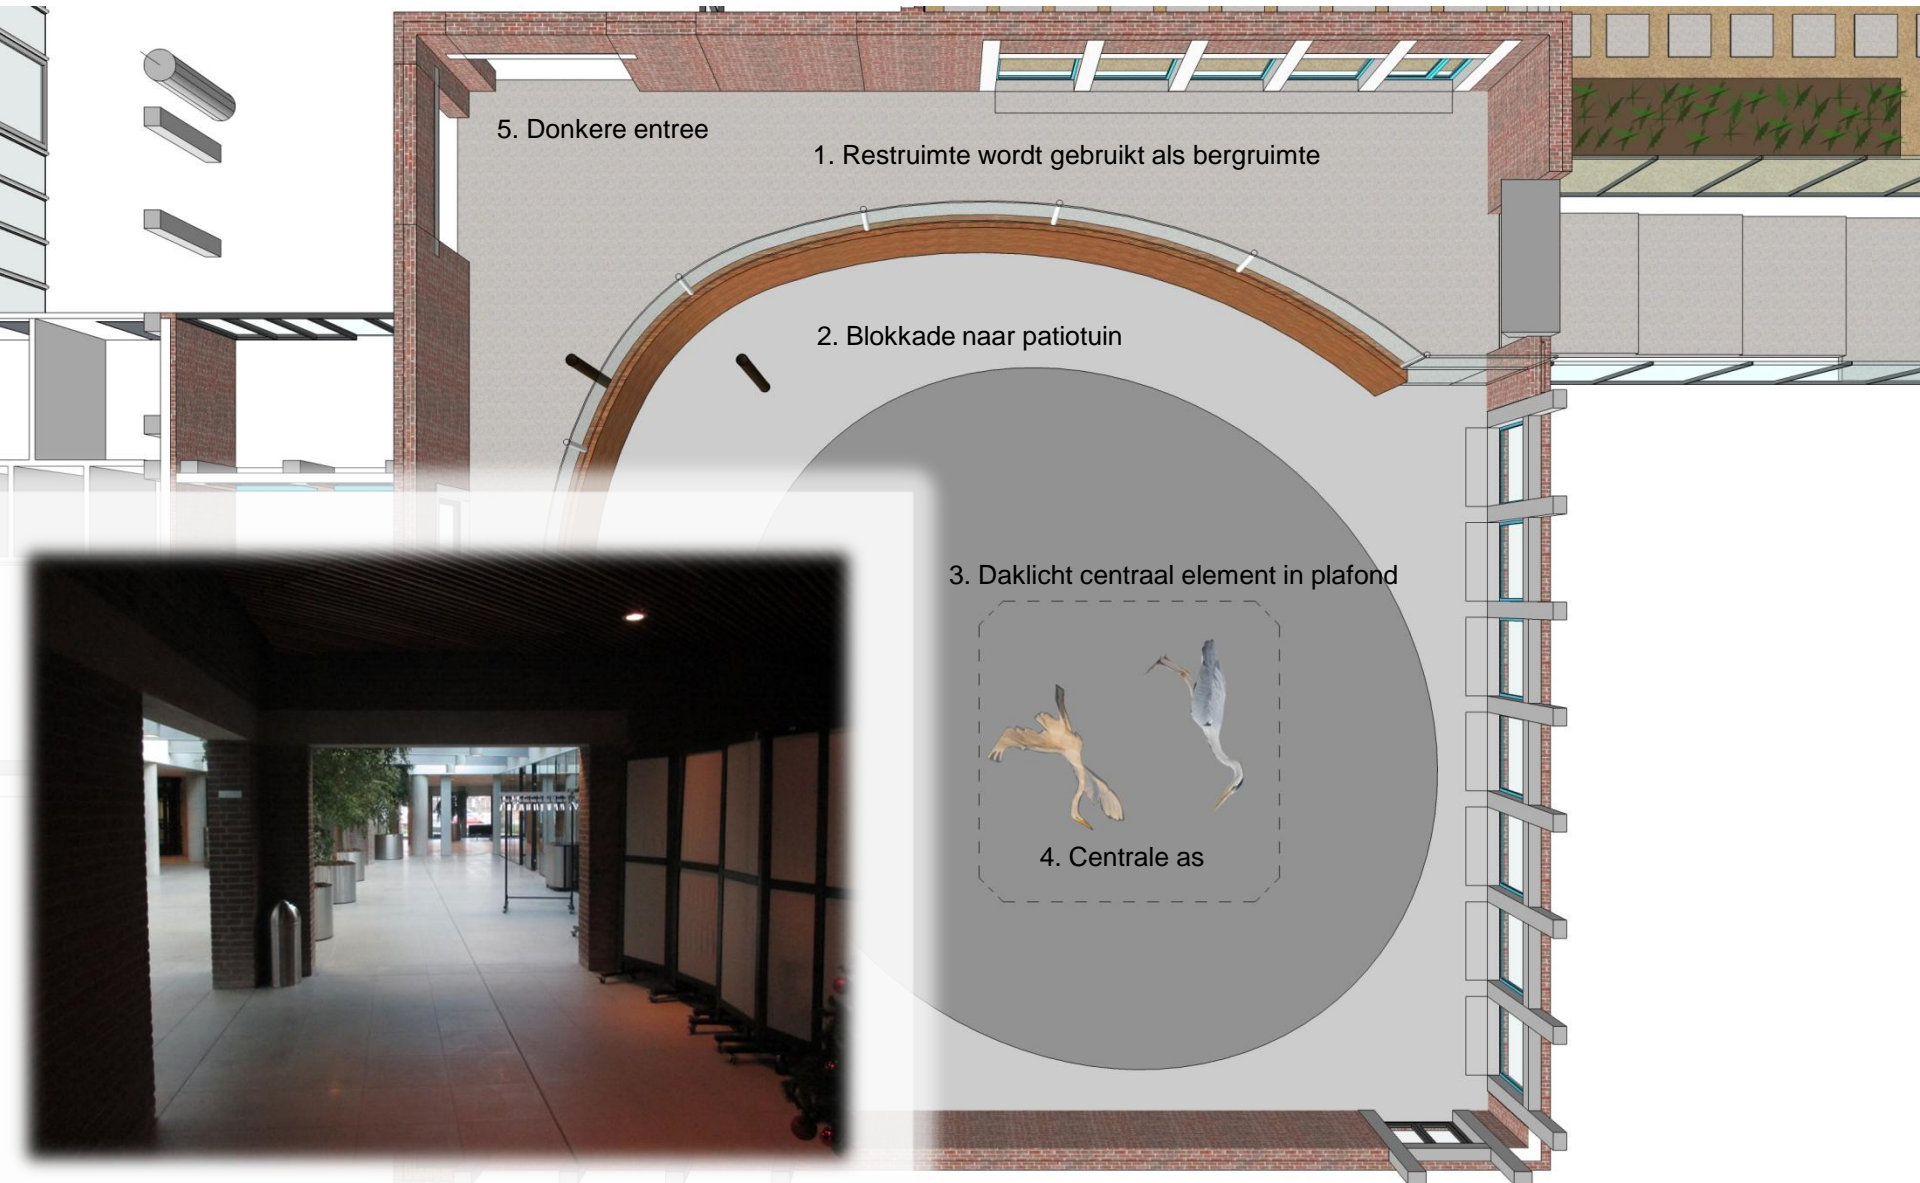 5. Donkere entree
1. Restruimte wordt gebruikt als bergruimte
2. Blokkade naar patiotuin
3. Daklicht centraal element in plafond
4. Centrale as